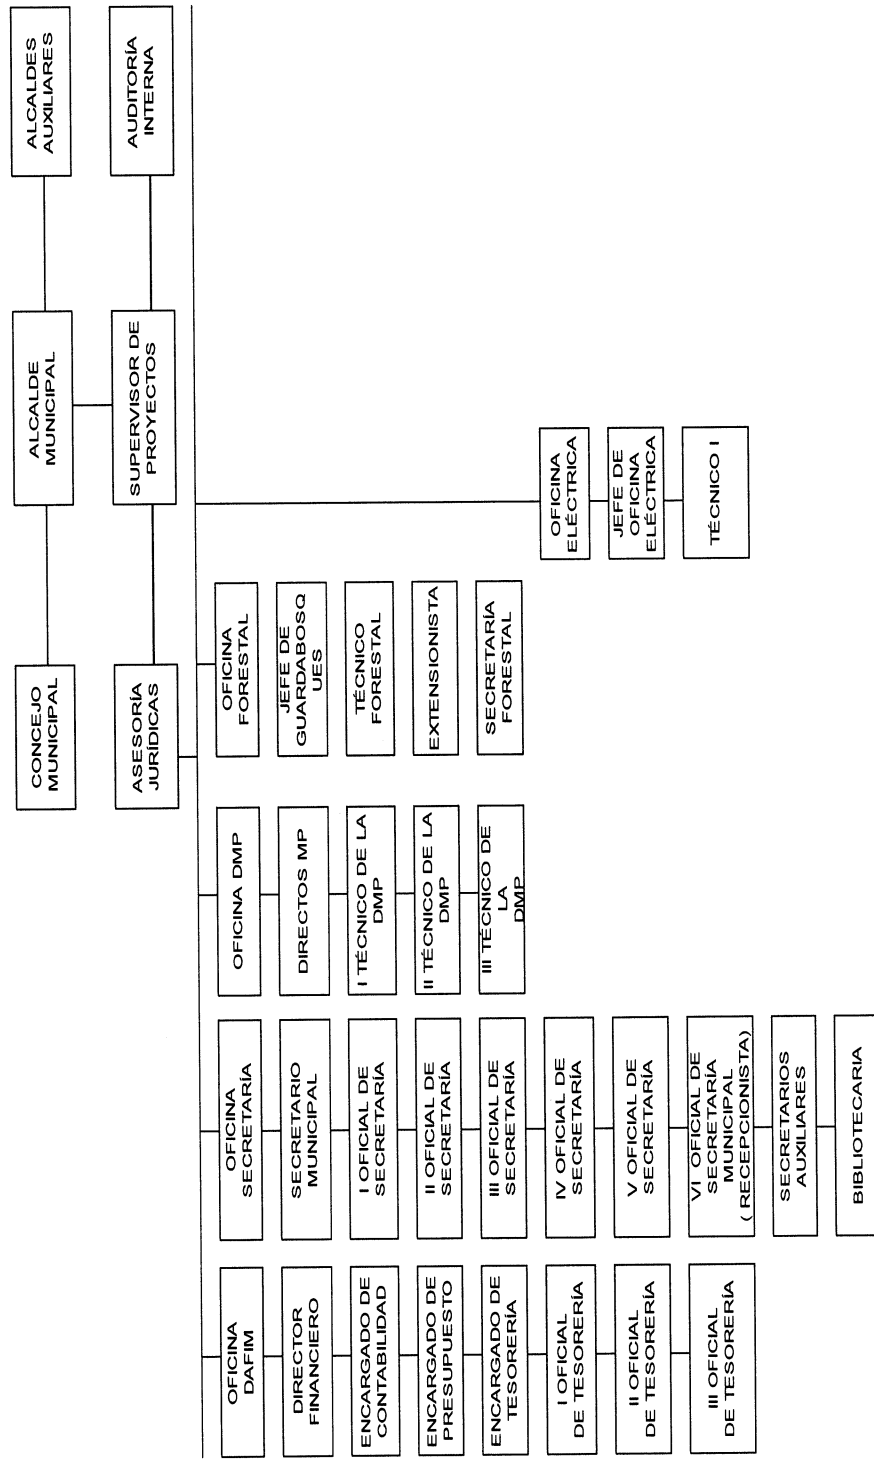 CONCEJO
MUNICIPAL
ALCALDE
MUNICIPAL
ALCALDES
AUXILIARES
ASESORÍA
JURÍDICAS
SUPERVISOR DE
PROYECTOS
AUDITORÍA
INTERNA
OFICINA
DAFIM
DIRECTOR
FINANCIERO
ENCARGADO DE
CONTABILIDAD
ENCARGADO DE
PRESUPUESTO
ENCARGADO DE
TESORERÍA
I OFICIAL
DE TESORERÍA
II OFICIAL
DE TESORERÍA
III OFICIAL
DE TESORERÍA
OFICINA
SECRETARÍA
SECRETARIO
MUNICIPAL
I OFICIAL DE
SECRETARÍA
II OFICIAL DE
SECRETARÍA
III OFICIAL DE
SECRETARÍA
IV OFICIAL DE
SECRETARÍA
V OFICIAL DE
SECRETARÍA
VI OFICIAL DE
SECRETARÍA
MUNICIPAL
( RECEPCIONISTA)
SECRETARIOS
AUXILIARES
BIBLIOTECARIA
OFICINA DMP
DIRECTOS MP
I TÉCNICO DE LA
DMP
II TÉCNICO DE LA
DMP
III TÉCNICO DE
LA
DMP
OFICINA
FORESTAL
JEFE DE
GUARDABOSQ
UES
TÉCNICO
FORESTAL
EXTENSIONISTA
SECRETARÍA
FORESTAL
OFICINA
ELÉCTRICA
JEFE DE
OFICINA
ELÉCTRICA
TÉCNICO I